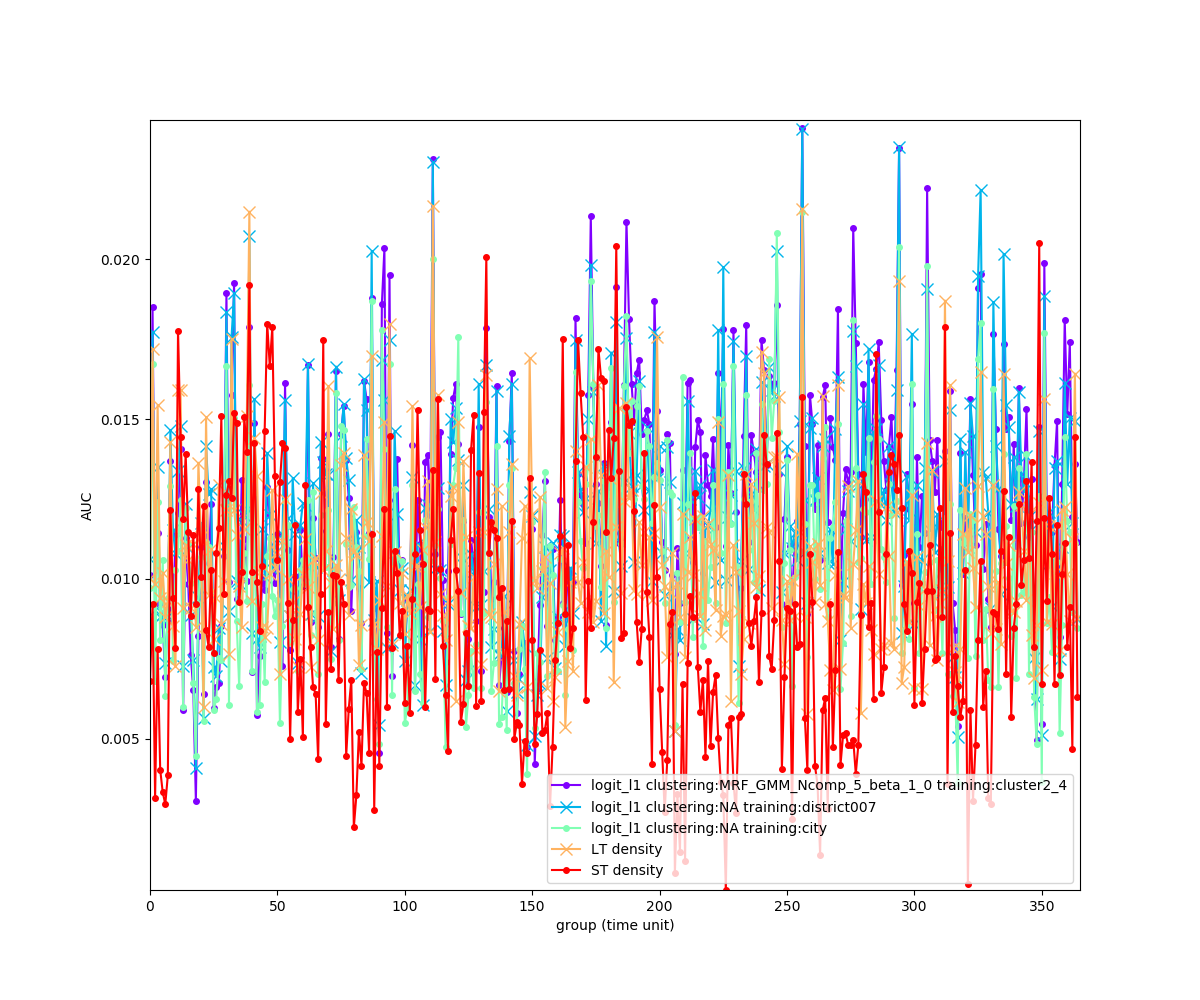 0.020
0.015
0.010
0.005
AUC
0 50 100 150 200 250 300 350
group (time unit)
logit_l1 clustering:MRF_GMM_Ncomp_5_beta_1_0 training:cluster2_4
logit_l1 clustering:NA training:district007
logit_l1 clustering:NA training:city
LT density
ST density